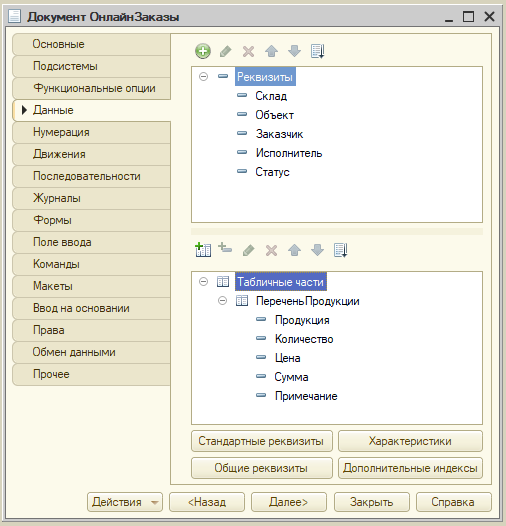 Документ ОнлайнЗаказы
Основные
Подсистемы
Функциональные опции
Данные
Нумерация
Движения
Последовательности
Журналы
Формы
Поле ввода
Команды
Макеты
Ввод на основании
Права
Обмен данными
Прочее
Реквизиты
Склад
Объект
Заказчик
Исполнитель
Статус
Табличные части
ПереченьПродукции
Продукция
Количество
Цена
Сумма
Примечание
Стандартные реквизиты
Характеристики
Общие реквизиты
Дополнительные индексы
Действия
<Назад
Далее>
Закрыть
Справка